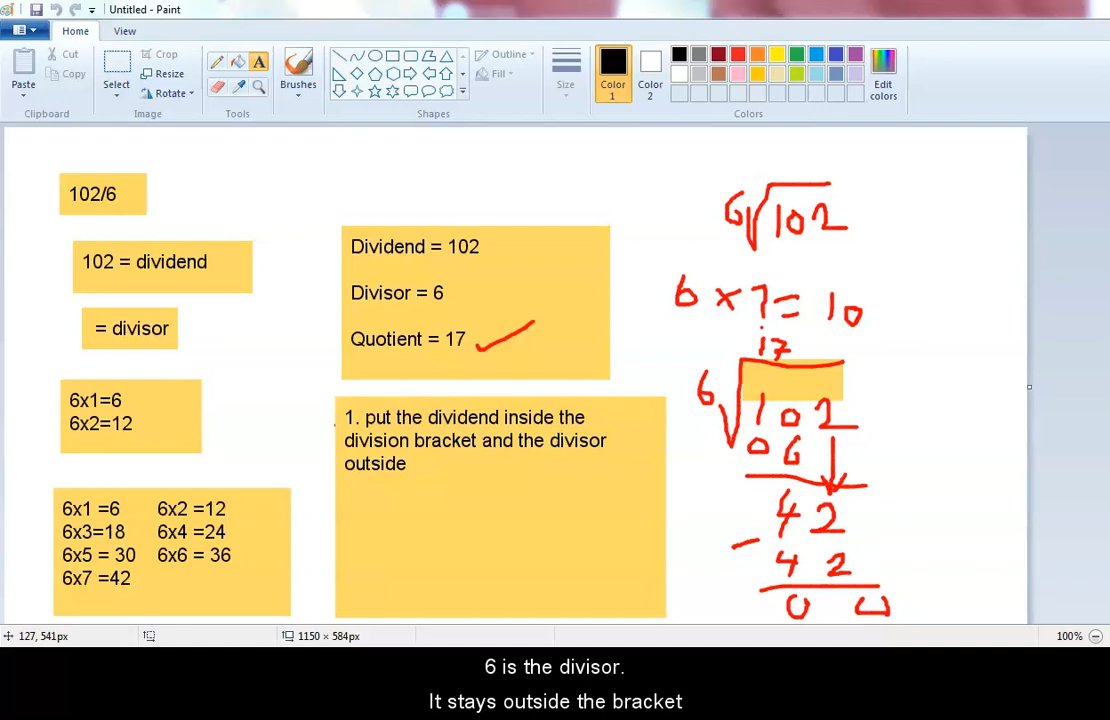 Untitled - Paint
Home
View
Paste
Cut
Copy
Clipboard
Select
Crop
Resize
Rotate
Image
Tools
Brushes
Shapes
Outline
Fill
Size
Color 1
Color 2
Edit colors
Colors
102/6
102 = dividend
= divisor
6x1=6
6x2=12
6x1 =6 6x2 =12
6x3=18 6x4 =24
6x5 = 30 6x6 = 36
6x7 =42
Dividend = 102
Divisor = 6
Quotient = 17
1. put the dividend inside the
division bracket and the divisor
outside
6 102
6 x ? = 10
17
6 102
06
42
- 42
0 0
127, 541px
1150 × 584px
100%
6 is the divisor.
It stays outside the bracket